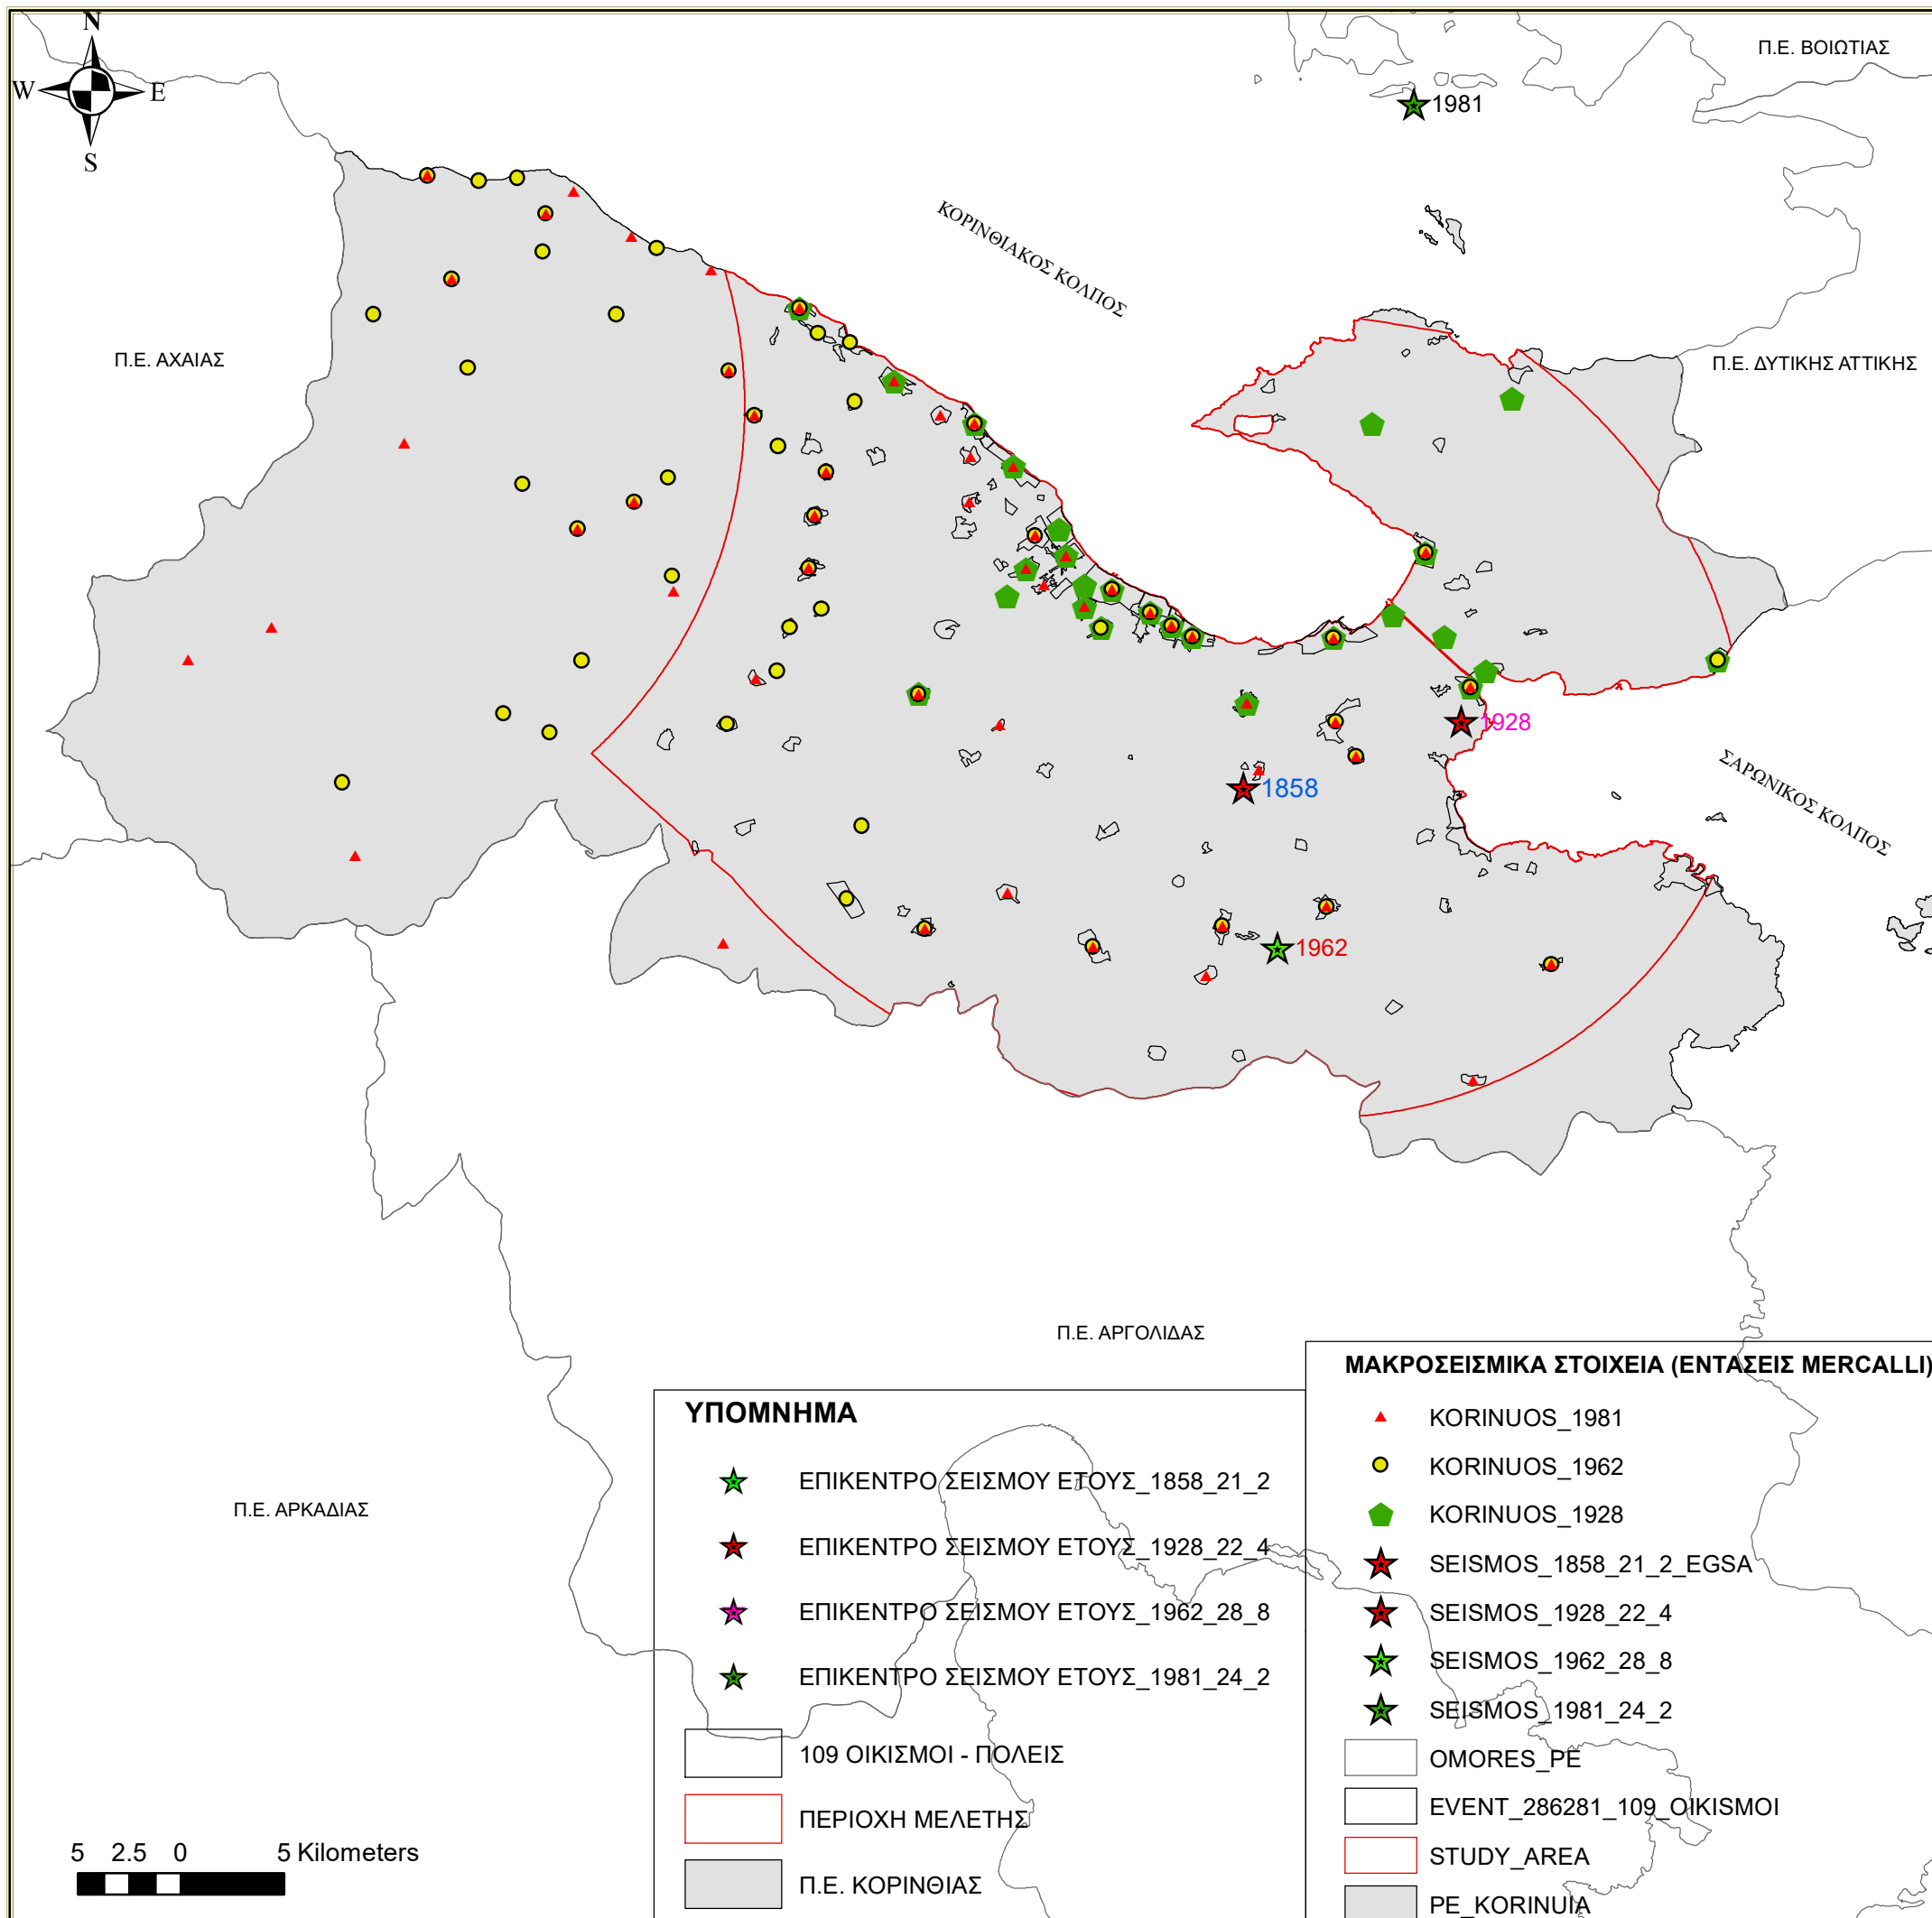 N
W
E
S
Π.Ε. ΒΟΙΩΤΙΑΣ
1981
ΚΟΡΙΝΘΙΑΚΟΣ ΚΟΛΠΟΣ
Π.Ε. ΑΧΑΙΑΣ
Π.Ε. ΔΥΤΙΚΗΣ ΑΤΤΙΚΗΣ
1928
ΣΑΡΩΝΙΚΟΣ ΚΟΛΠΟΣ
1858
1962
Π.Ε. ΑΡΓΟΛΙΔΑΣ
Π.Ε. ΑΡΚΑΔΙΑΣ
5 2.5 0 5 Kilometers
ΥΠΟΜΝΗΜΑ
ΕΠΙΚΕΝΤΡΟ ΣΕΙΣΜΟΥ ΕΤΟΥΣ_1858_21_2
ΕΠΙΚΕΝΤΡΟ ΣΕΙΣΜΟΥ ΕΤΟΥΣ_1928_22_4
ΕΠΙΚΕΝΤΡΟ ΣΕΙΣΜΟΥ ΕΤΟΥΣ_1962_28_8
ΕΠΙΚΕΝΤΡΟ ΣΕΙΣΜΟΥ ΕΤΟΥΣ_1981_24_2
109 ΟΙΚΙΣΜΟΙ - ΠΟΛΕΙΣ
ΠΕΡΙΟΧΗ ΜΕΛΕΤΗΣ
Π.Ε. ΚΟΡΙΝΘΙΑΣ
ΜΑΚΡΟΣΕΙΣΜΙΚΑ ΣΤΟΙΧΕΙΑ (ΕΝΤΑΣΕΙΣ MERCALLI)
KORINUOS_1981
KORINUOS_1962
KORINUOS_1928
SEISMOS_1858_21_2_EGSA
SEISMOS_1928_22_4
SEISMOS_1962_28_8
SEISMOS_1981_24_2
OMORES_PE
EVENT_286281_109_OIKISMOI
STUDY_AREA
PE_KORINUIA